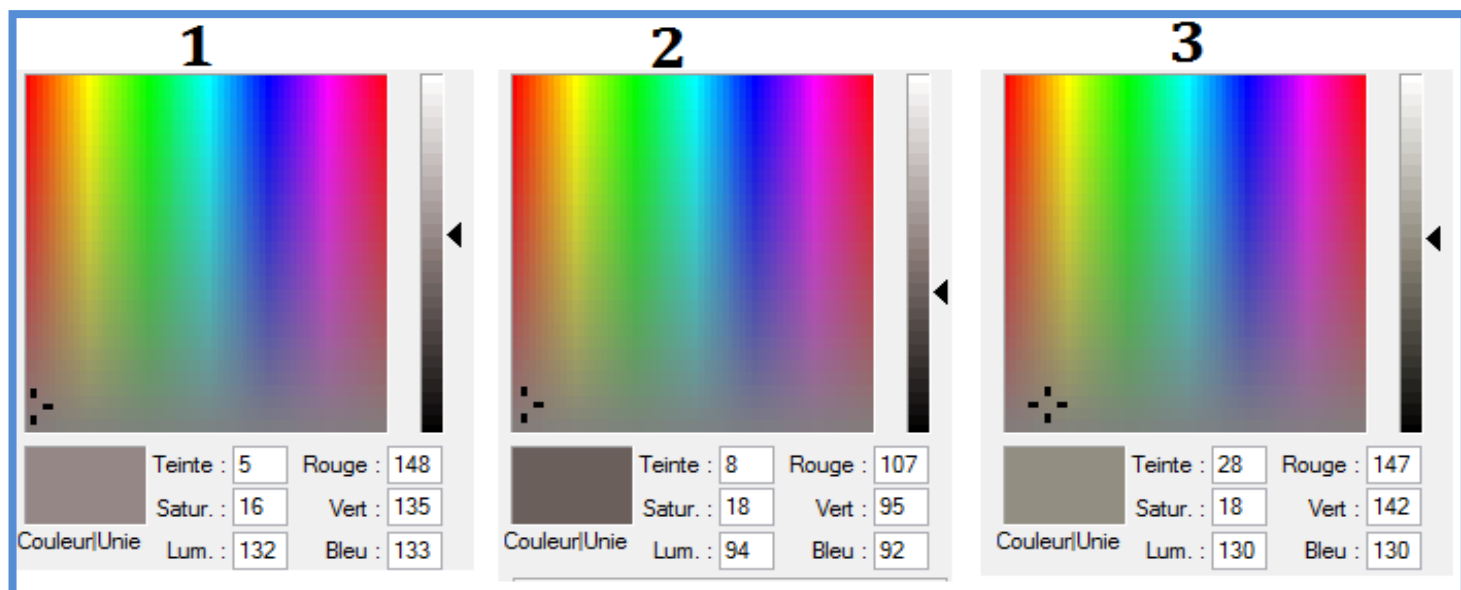 1 2 3
Teinte : 5 Rouge : 148 Teinte : 8 Rouge : 107 Teinte : 28 Rouge : 147
Satur. : 16 Vert : 135 Satur. : 18 Vert : 95 Satur. : 18 Vert : 142
Couleur|Unie Lum. : 132 Bleu : 133 Couleur|Unie Lum. : 94 Bleu : 92 Couleur|Unie Lum. : 130 Bleu : 130